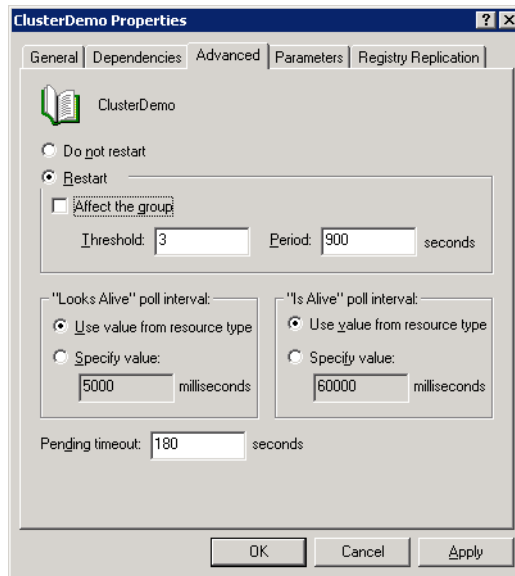 ClusterDemo Properties
General Dependencies Advanced Parameters Registry Replication
ClusterDemo
Do not restart
Restart
Affect the group
Threshold: 3 Period: 900 seconds
"Looks Alive" poll interval: "Is Alive" poll interval:
Use value from resource type Use value from resource type
Specify value: Specify value:
5000 milliseconds 60000 milliseconds
Pending timeout: 180 seconds
OK Cancel Apply